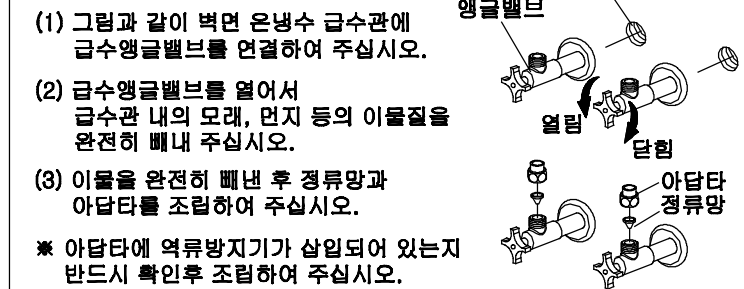 앵글밸브
(1) 그림과 같이 벽면 온냉수 급수관에
급수앵글밸브를 연결하여 주십시오.
(2) 급수앵글밸브를 열어서
급수관 내의 모래, 먼지 등의 이물질을
완전히 빼내 주십시오.
열림
닫힘
(3) 이물을 완전히 빼낸 후 정류망과
아답타를 조립하여 주십시오.
아답타
정류망
※ 아답타에 역류방지기가 삽입되어 있는지
반드시 확인후 조립하여 주십시오.